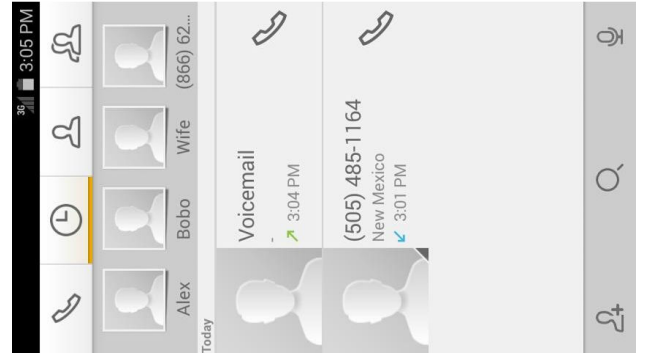 3G 3:05 PM
Alex Bobo Wife (866) 62...
Today
Voicemail
-
3:04 PM
(505) 485-1164
New Mexico
3:01 PM